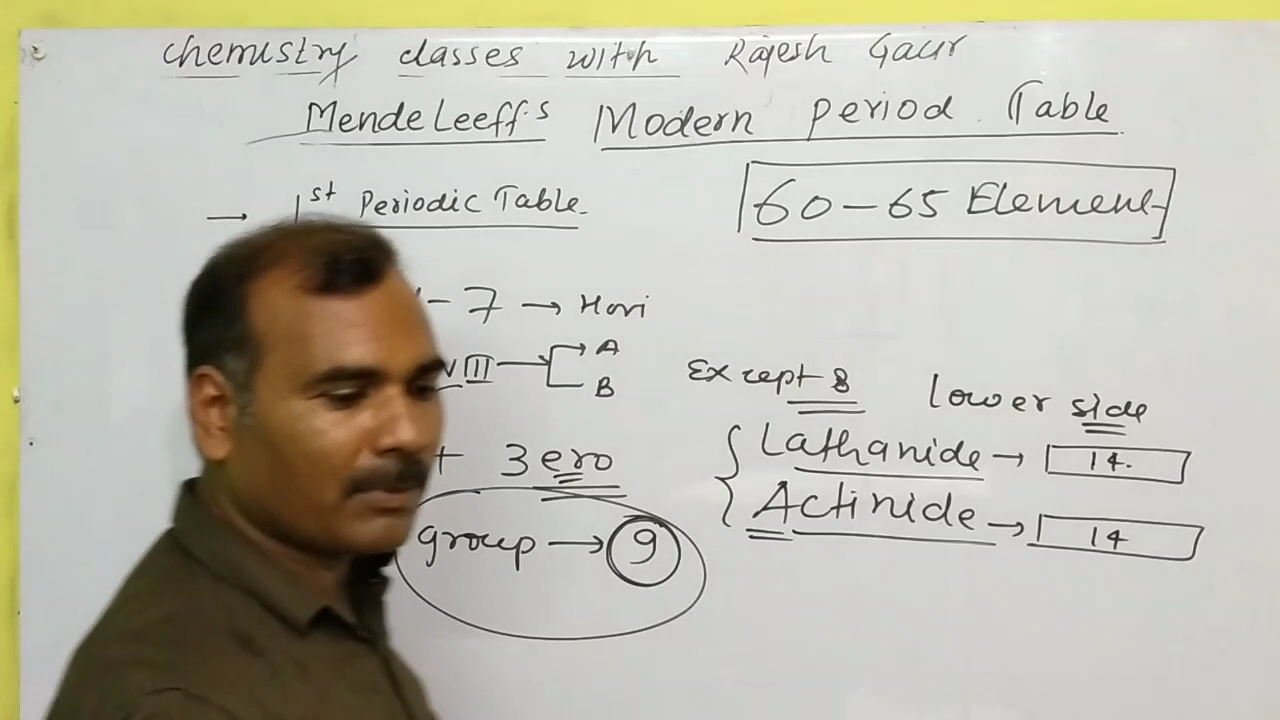 chemistry classes with Rajesh Gaur
Mendeleeff's Modern Period Table
→ 1st Periodic Table
60-65 Element
- 7 → Hori
VIII → A
B
Except 8
lower side
+ 3ero
Lathanide → 14.
Actinide → 14
group → 9